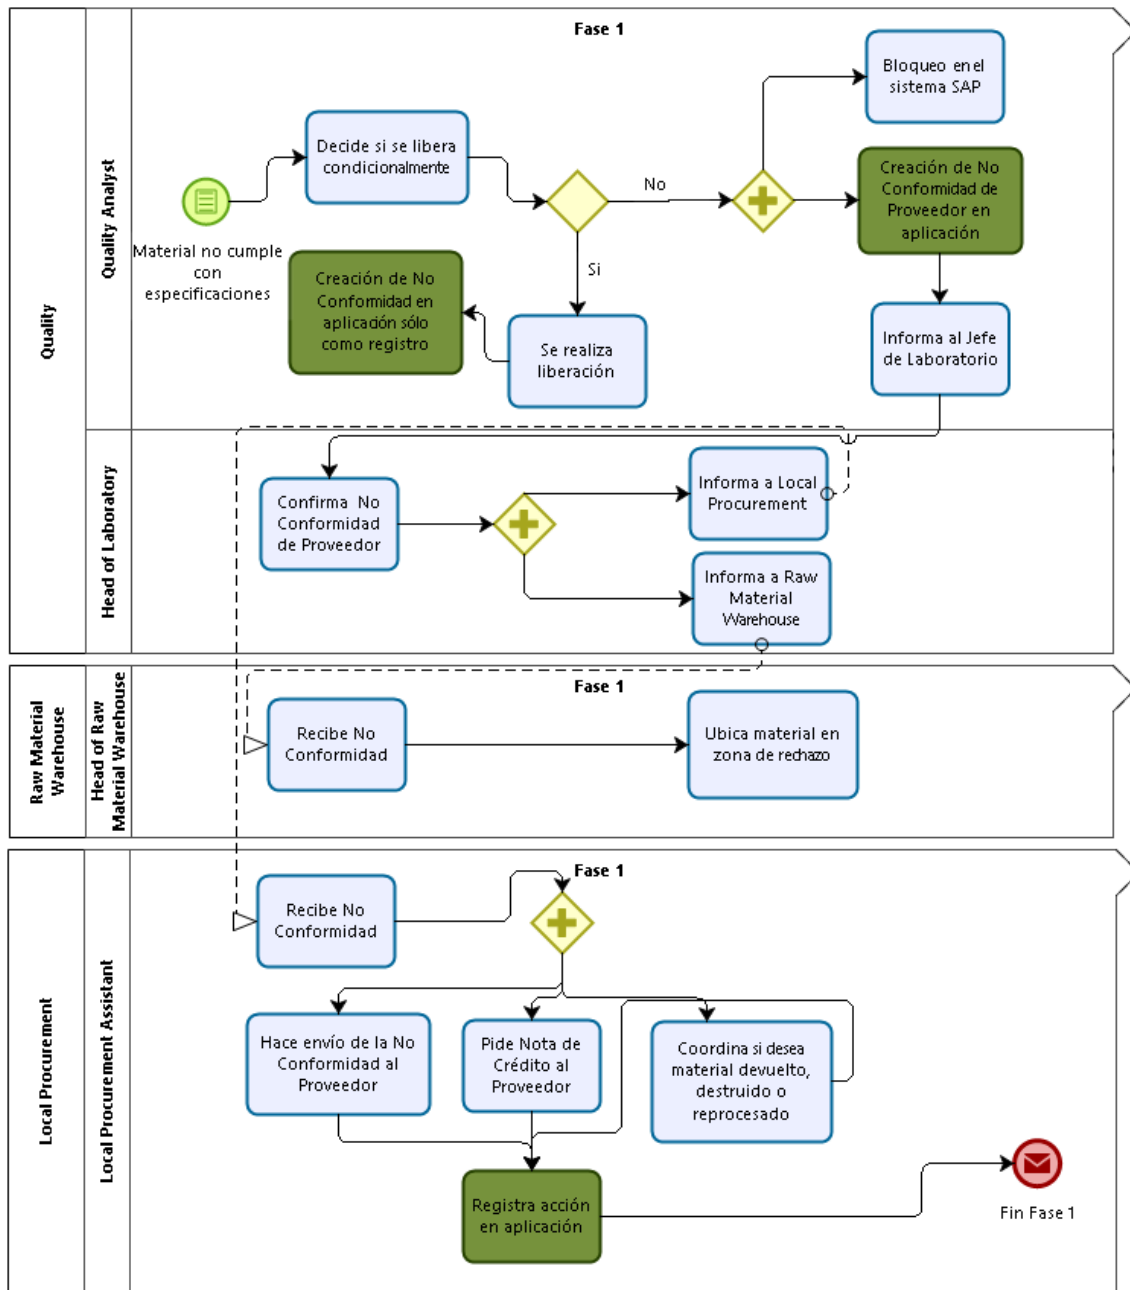 Quality
Quality Analyst
Fase 1
Material no cumple
con
especificaciones
Decide si se libera
condicionalmente
No
Si
Bloqueo en el
sistema SAP
Creación de No
Conformidad de
Proveedor en
aplicación
Creación de No
Conformidad en
aplicación sólo
como registro
Se realiza
liberación
Informa al Jefe
de Laboratorio
Head of Laboratory
Confirma No
Conformidad
de Proveedor
Informa a Local
Procurement
Informa a Raw
Material
Warehouse
Raw Material
Warehouse
Head of Raw
Material Warehouse
Fase 1
Recibe No
Conformidad
Ubica material en
zona de rechazo
Local Procurement
Local Procurement Assistant
Fase 1
Recibe No
Conformidad
Hace envío de la No
Conformidad al
Proveedor
Pide Nota de
Crédito al
Proveedor
Coordina si desea
material devuelto,
destruido o
reprocesado
Registra acción
en aplicación
Fin Fase 1